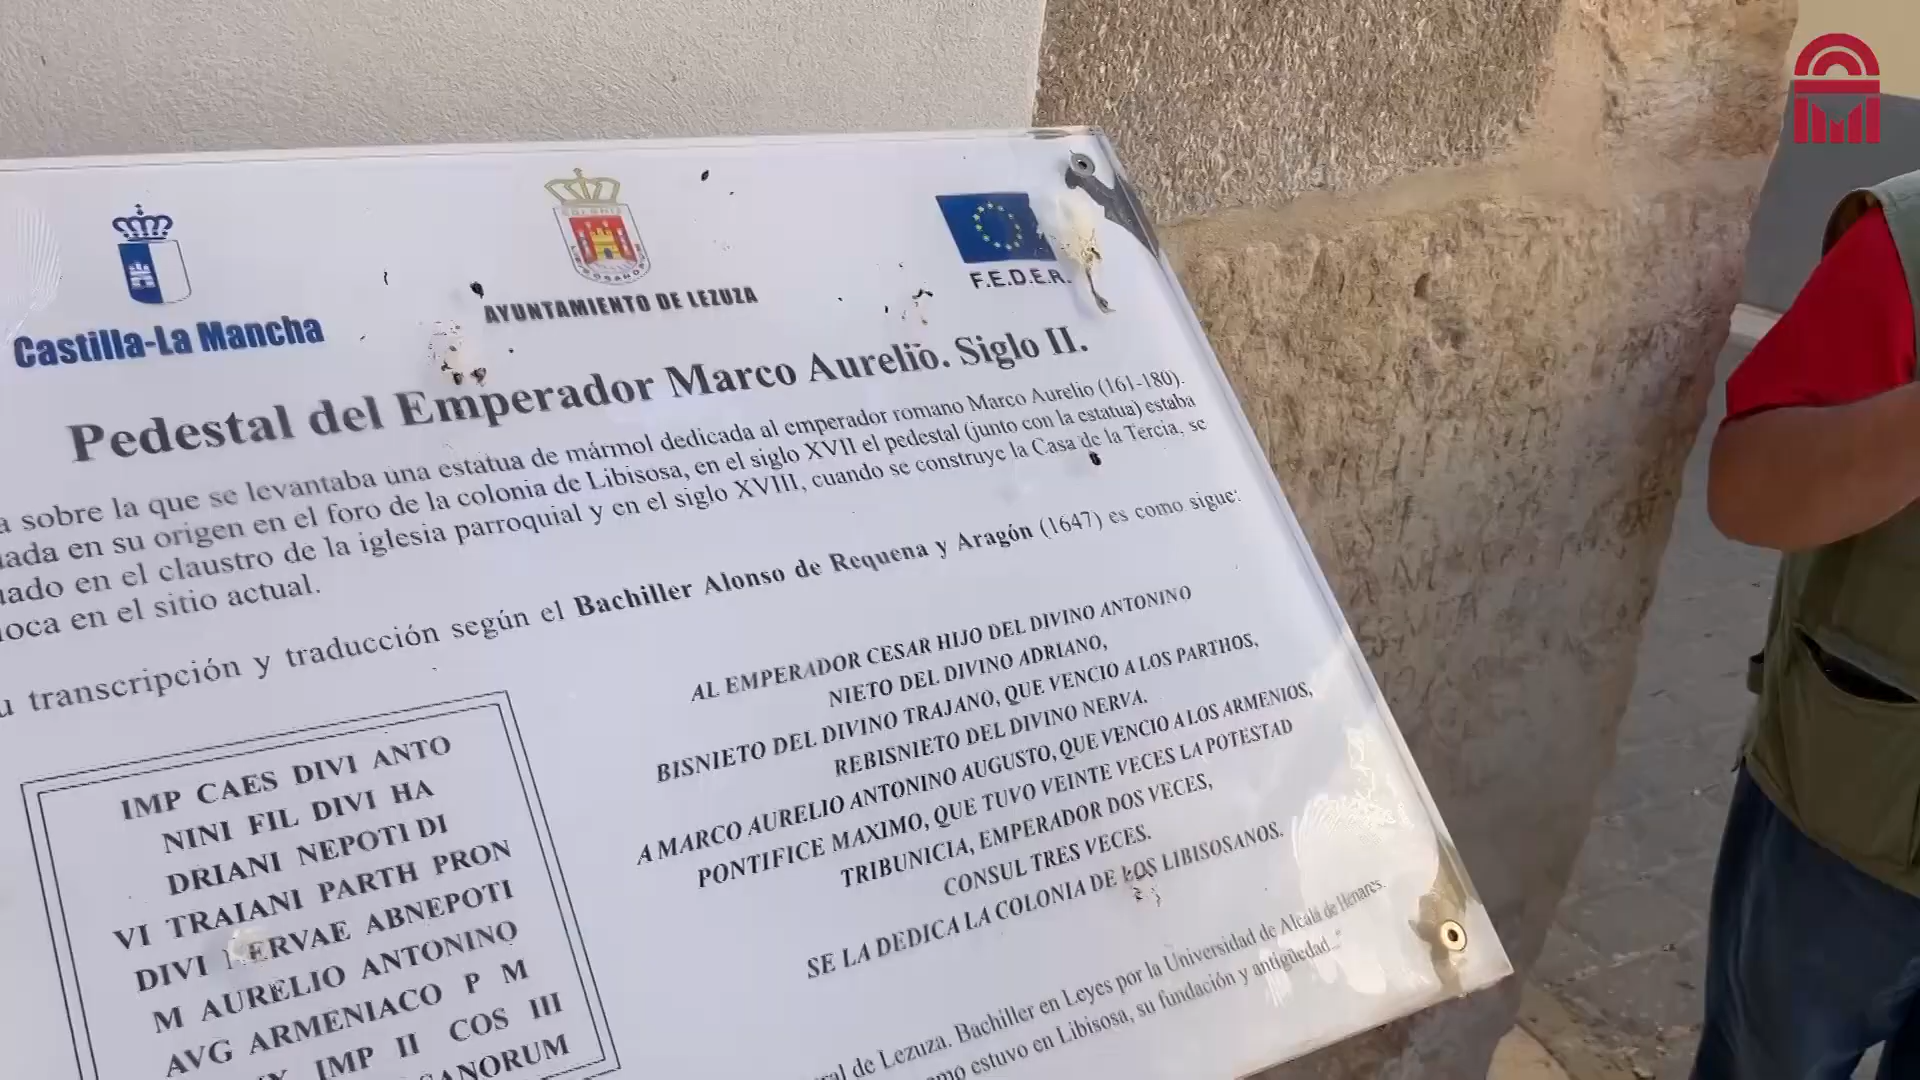 Castilla-La Mancha
AYUNTAMIENTO DE LEZUZA
F.E.D.E.R.
Pedestal del Emperador Marco Aurelio. Siglo II.
a sobre la que se levantaba una estatua de mármol dedicada al emperador romano Marco Aurelio (161-180).
uada en su origen en el foro de la colonia de Libisosa, en el siglo XVII el pedestal (junto con la estatua) estaba
uado en el claustro de la iglesia parroquial y en el siglo XVIII, cuando se construye la Casa de la Tercia, se
loca en el sitio actual.
u transcripción y traducción según el Bachiller Alonso de Requena y Aragón (1647) es como sigue:
IMP CAES DIVI ANTO
NINI FIL DIVI HA
DRIANI NEPOTI DI
VI TRAIANI PARTH PRON
DIVI NERVAE ABNEPOTI
M AURELIO ANTONINO
AVG ARMENIACO P M
IMP II COS III
SANORUM
AL EMPERADOR CESAR HIJO DEL DIVINO ANTONINO
NIETO DEL DIVINO ADRIANO,
BISNIETO DEL DIVINO TRAJANO, QUE VENCIO A LOS PARTHOS,
REBISNIETO DEL DIVINO NERVA.
A MARCO AURELIO ANTONINO AUGUSTO, QUE VENCIO A LOS ARMENIOS,
PONTIFICE MAXIMO, QUE TUVO VEINTE VECES LA POTESTAD
TRIBUNICIA, EMPERADOR DOS VECES,
CONSUL TRES VECES.
SE LA DEDICA LA COLONIA DE LOS LIBISOSANOS.
ral de Lezuza. Bachiller en Leyes por la Universidad de Alcalá de Henares.
omo estuvo en Libisosa, su fundación y antigüedad..."